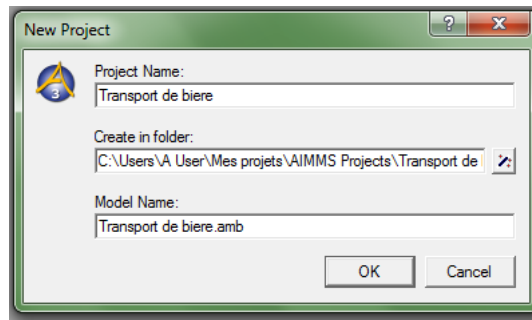 New Project
Project Name:
3
Transport de biere
Create in folder:
C:\Users\A User\Mes projets\AIMMS Projects\Transport de
Model Name:
Transport de biere.amb
OK
Cancel